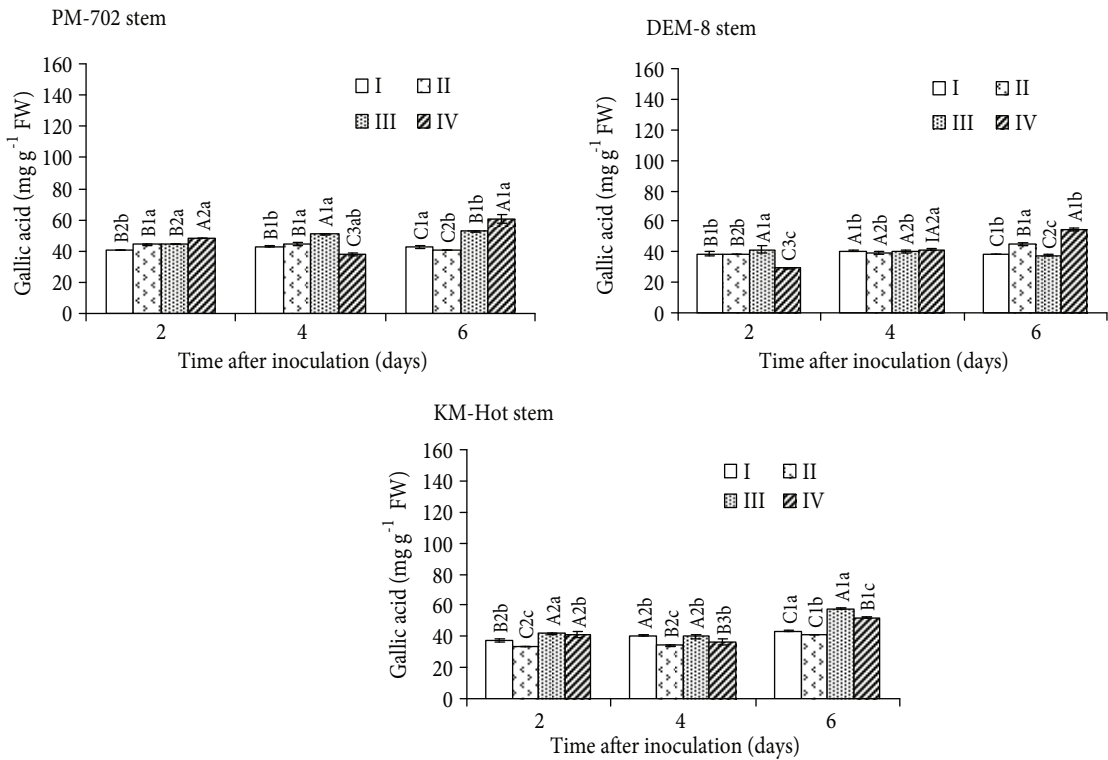 PM-702 stem
Gallic acid (mg g⁻¹ FW)
160
140
120
100
80
60
40
20
0
I II
III IV
B2b B1a B2a A2a
B1b B1a A1a C3ab
C1a C2b B1b A1a
2 4 6
Time after inoculation (days)
DEM-8 stem
Gallic acid (mg g⁻¹ FW)
160
140
120
100
80
60
40
20
0
I II
III IV
B1b B2b A1a C3c
A1b A2b A2b IA2a
C1b B1a C2c A1b
2 4 6
Time after inoculation (days)
KM-Hot stem
Gallic acid (mg g⁻¹ FW)
160
140
120
100
80
60
40
20
0
I II
III IV
B2b C2c A2a A2b
A2b B2c A2b B3b
C1a C1b A1a B1c
2 4 6
Time after inoculation (days)